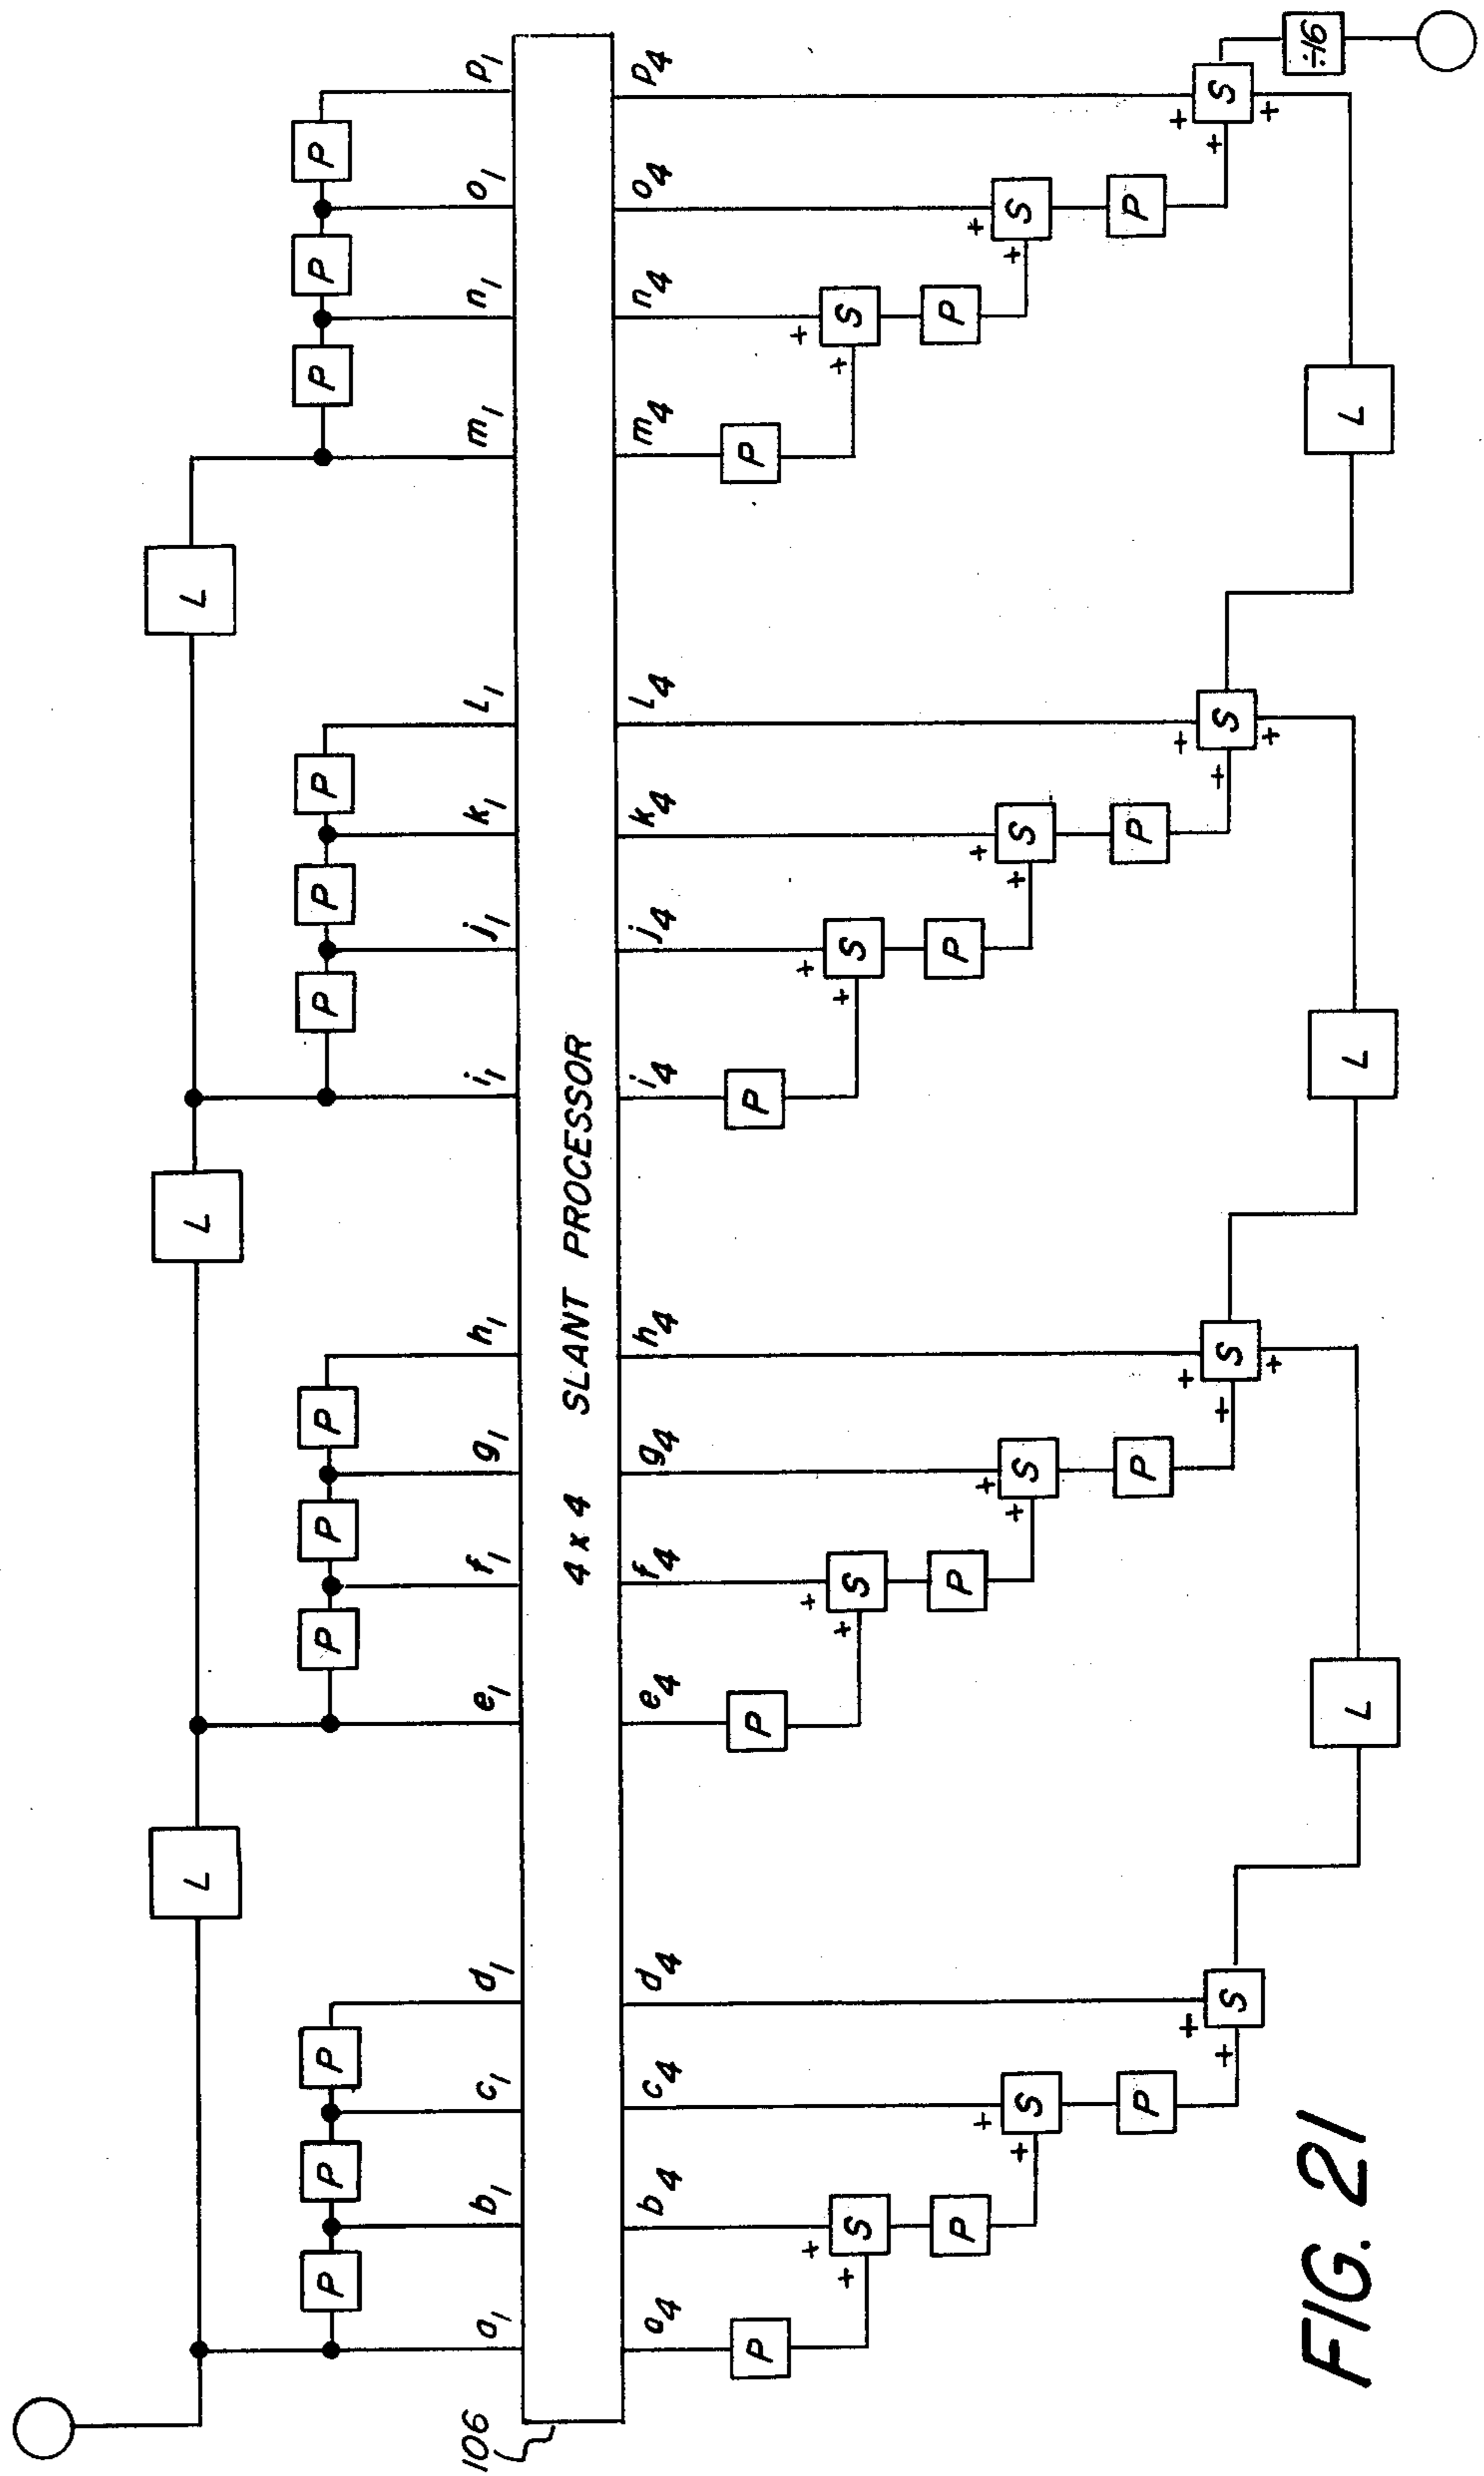 L L L
P P P P P P P P P P P P
106 a1 b1 c1 d1 e1 f1 g1 h1 i1 j1 k1 L1 m1 n1 o1 p1
4 x 4 SLANT PROCESSOR
a4 b4 c4 d4 e4 f4 g4 h4 i4 j4 k4 L4 m4 n4 o4 p4
P P P P
+ + + +
+ S + S + S + S
P P P P
+ + + +
+ S + S + S + S
P P P P
+ + + +
+ S + S + S + S
+ + +
÷16
L L L
FIG. 21